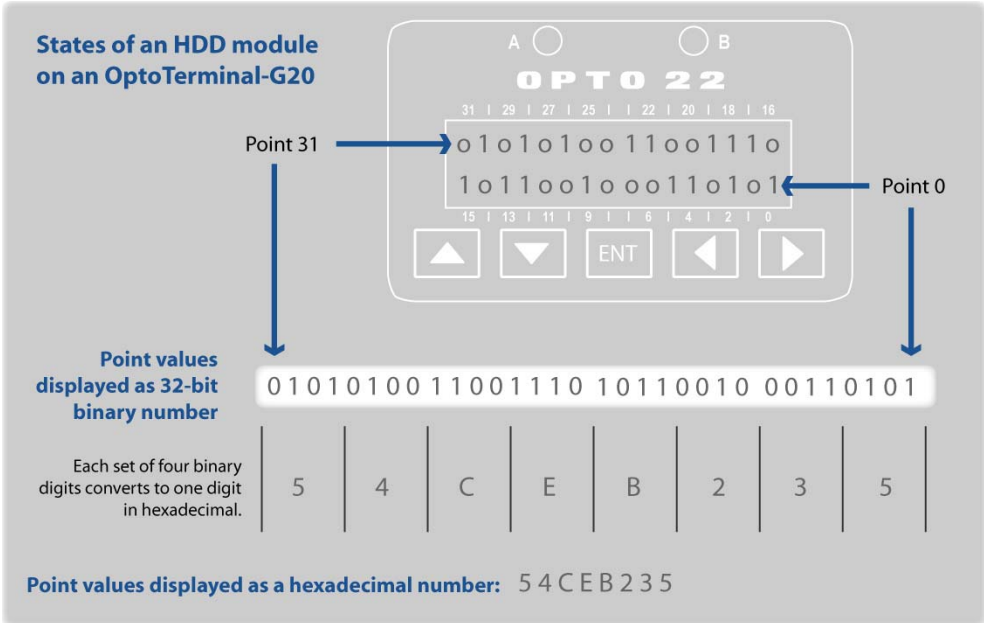 States of an HDD module
on an OptoTerminal-G20
A B
OPTO 22
31 | 29 | 27 | 25 | | 22 | 20 | 18 | 16
Point 31
o1o1o1oo 11oo111o
1o11oo1o oo11o1o1
Point 0
15 | 13 | 11 | 9 | | 6 | 4 | 2 | 0
ENT
Point values
displayed as 32-bit
binary number
01010100 11001110 10110010 00110101
Each set of four binary
digits converts to one digit
in hexadecimal.
5 4 C E B 2 3 5
Point values displayed as a hexadecimal number: 54CEB235